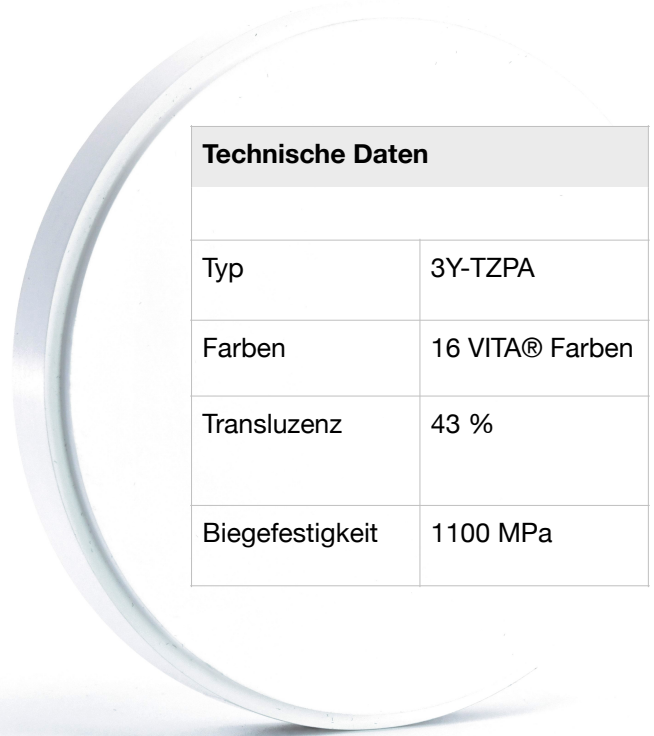 Technische Daten
Typ 3Y-TZPA
Farben 16 VITA® Farben
Transluzenz 43 %
Biegefestigkeit 1100 MPa